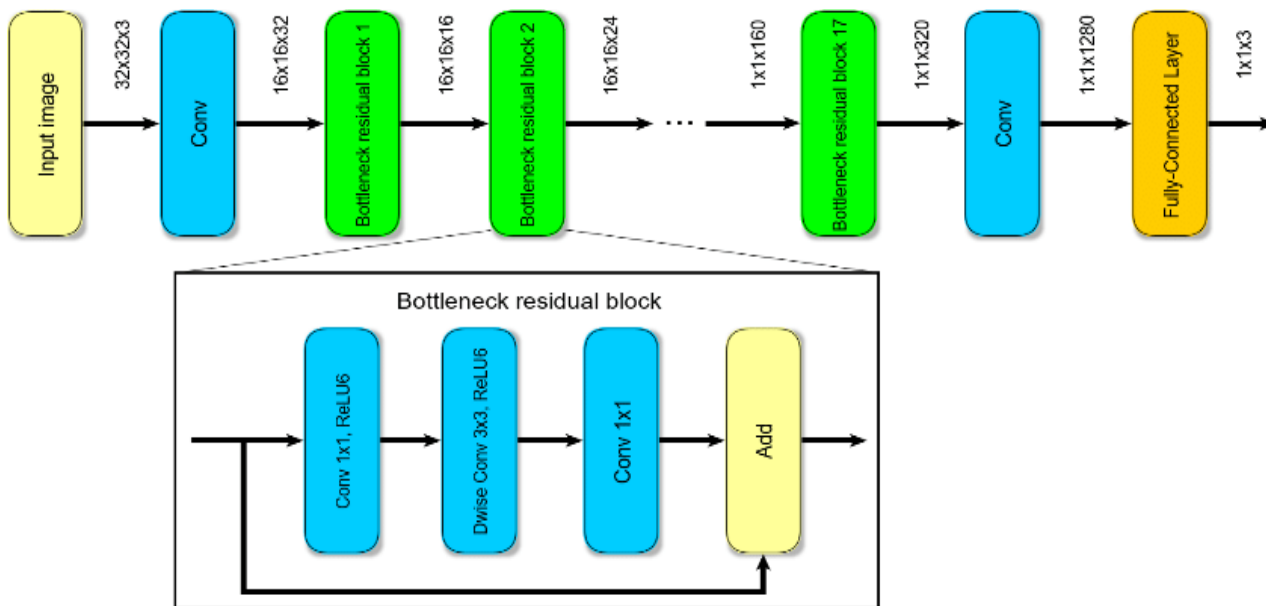 Input image
32x32x3
Conv
16x16x32
Bottleneck residual block 1
16x16x16
Bottleneck residual block 2
16x16x24
...
1x1x160
Bottleneck residual block 17
1x1x320
Conv
1x1x1280
Fully-Connected Layer
1x1x3
Bottleneck residual block
Conv 1x1, ReLU6
Dwise Conv 3x3, ReLU6
Conv 1x1
Add